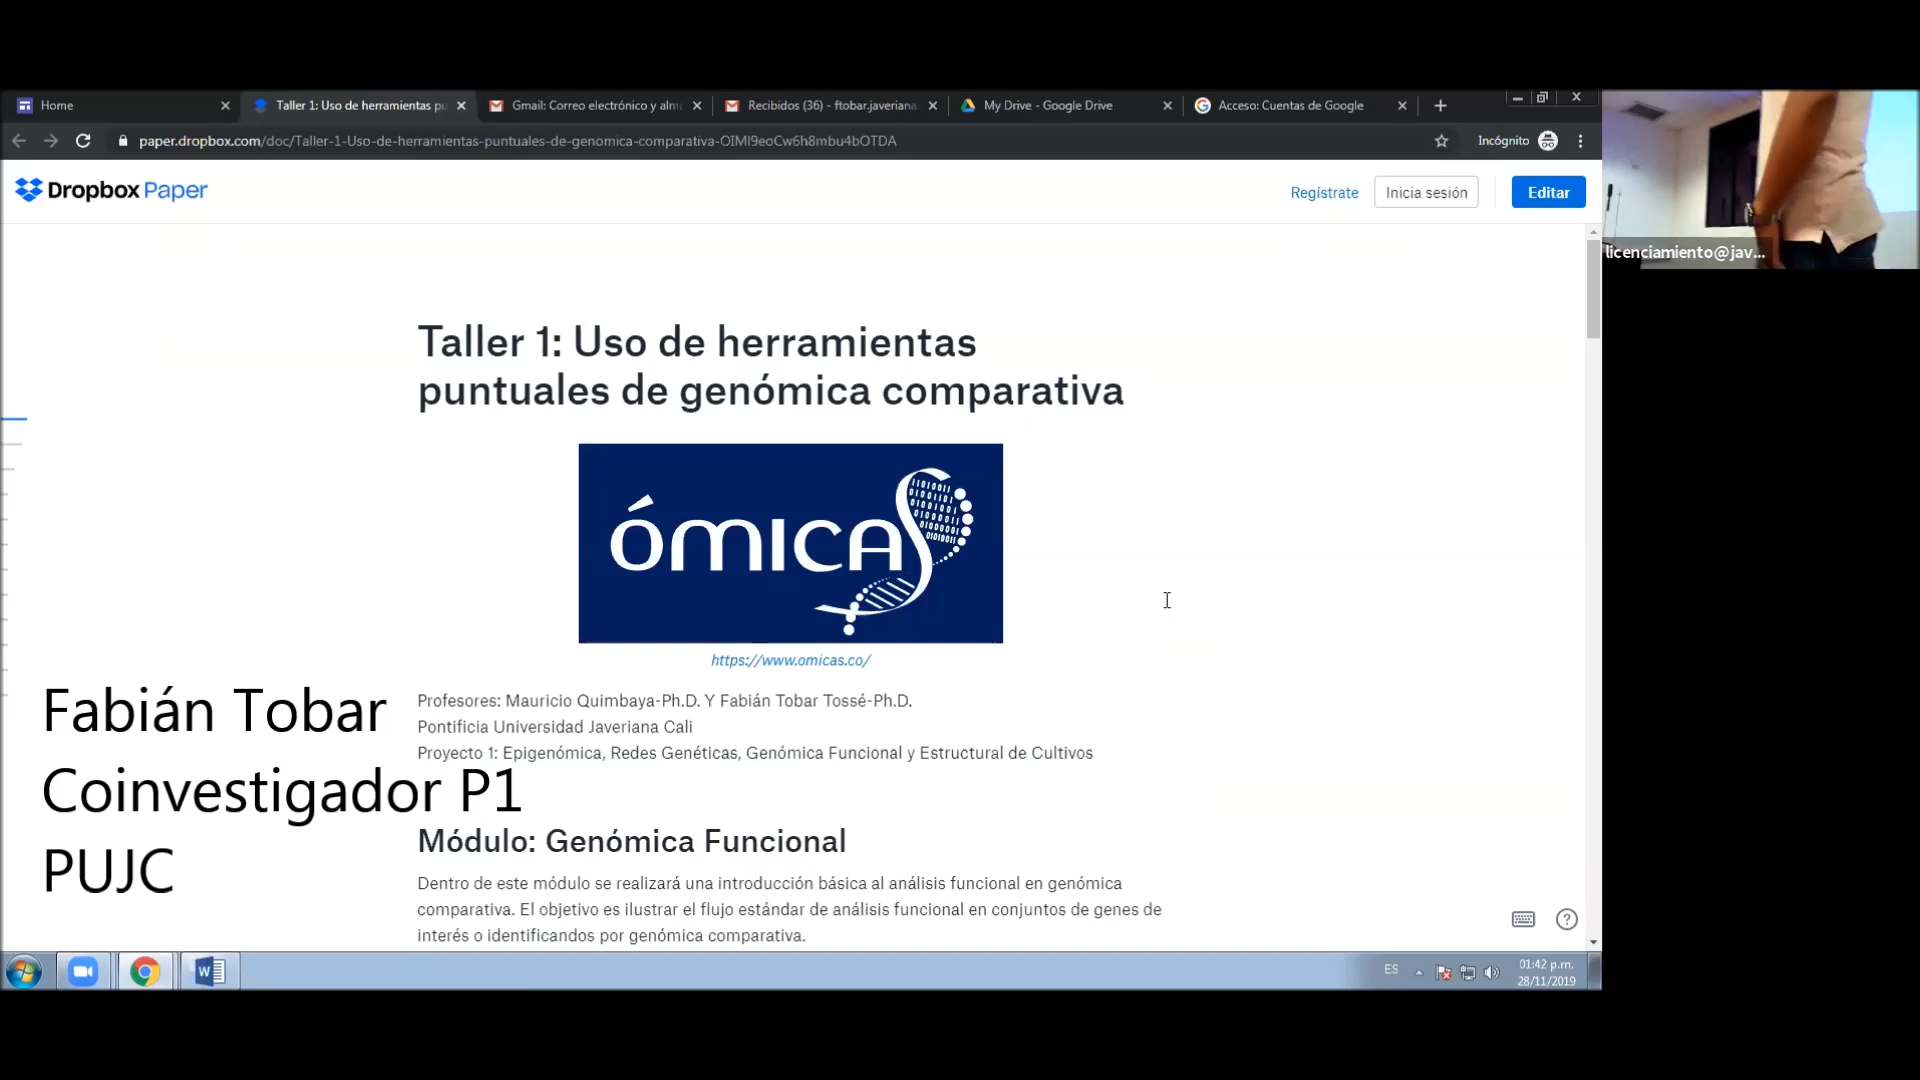 Home
Taller 1: Uso de herramientas pu
Gmail: Correo electrónico y alm
Recibidos (36) - ftobar.javeriana
My Drive - Google Drive
Acceso: Cuentas de Google
paper.dropbox.com/doc/Taller-1-Uso-de-herramientas-puntuales-de-genomica-comparativa-OIMl9eoCw6h8mbu4bOTDA
Incógnito
Dropbox Paper
Regístrate
Inicia sesión
Editar
licenciamiento@jav...
Taller 1: Uso de herramientas
puntuales de genómica comparativa
ómicas
https://www.omicas.co/
Profesores: Mauricio Quimbaya-Ph.D. Y Fabián Tobar Tossé-Ph.D.
Pontificia Universidad Javeriana Cali
Proyecto 1: Epigenómica, Redes Genéticas, Genómica Funcional y Estructural de Cultivos
Fabián Tobar
Coinvestigador P1
PUJC
Módulo: Genómica Funcional
Dentro de este módulo se realizará una introducción básica al análisis funcional en genómica
comparativa. El objetivo es ilustrar el flujo estándar de análisis funcional en conjuntos de genes de
interés o identificandos por genómica comparativa.
ES
01:42 p.m.
28/11/2019